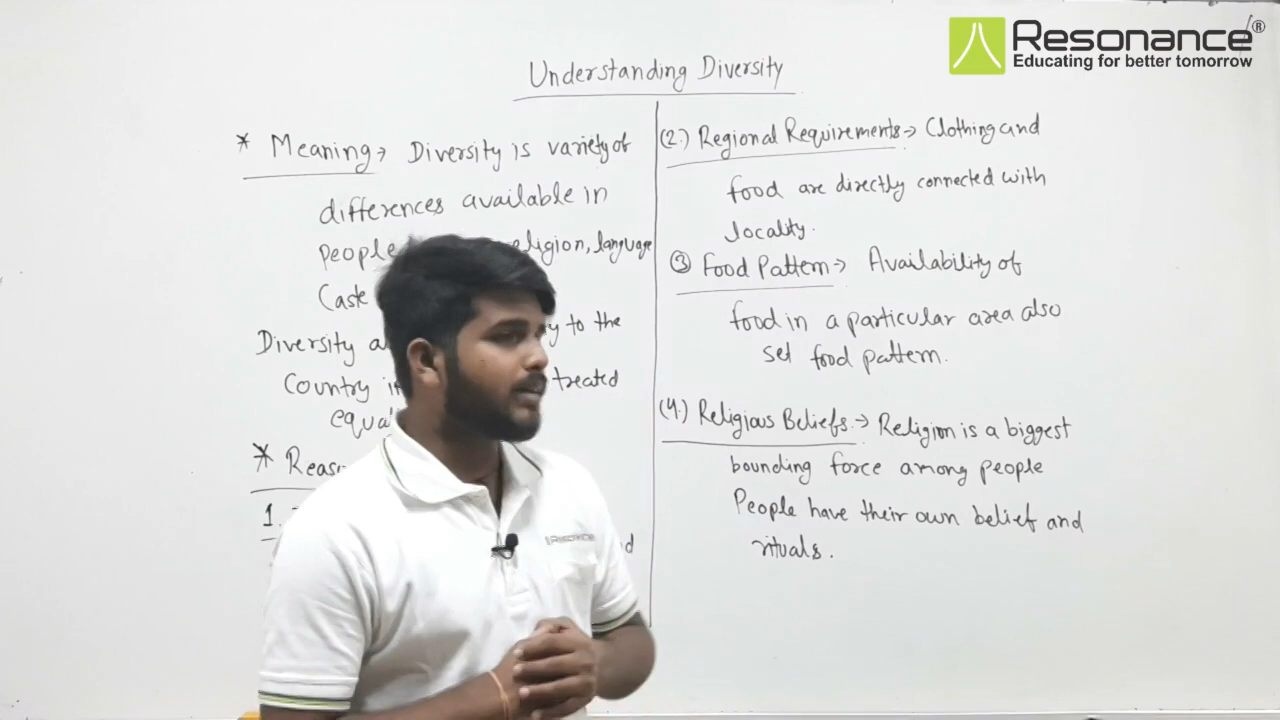 Resonance®
Educating for better tomorrow
Understanding Diversity
* Meaning → Diversity is variety of
differences available in
People religion, language
Caste
Diversity to the
Country treated
*
1.
(2.) Regional Requirements → Clothing and
food are directly connected with
locality.
③ Food Pattern → Availability of
food in a particular area also
set food pattern.
(4.) Religious Beliefs. → Religion is a biggest
bounding force among people
People have their own belief and
rituals.
RESONANCE